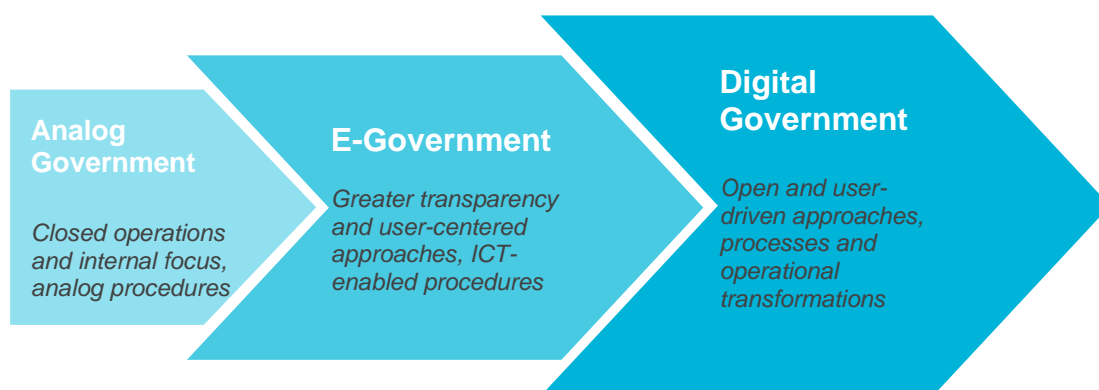 Analog
Government
Closed operations
and internal focus,
analog procedures
E-Government
Greater transparency
and user-centered
approaches, ICT-
enabled procedures
Digital
Government
Open and user-
driven approaches,
processes and
operational
transformations